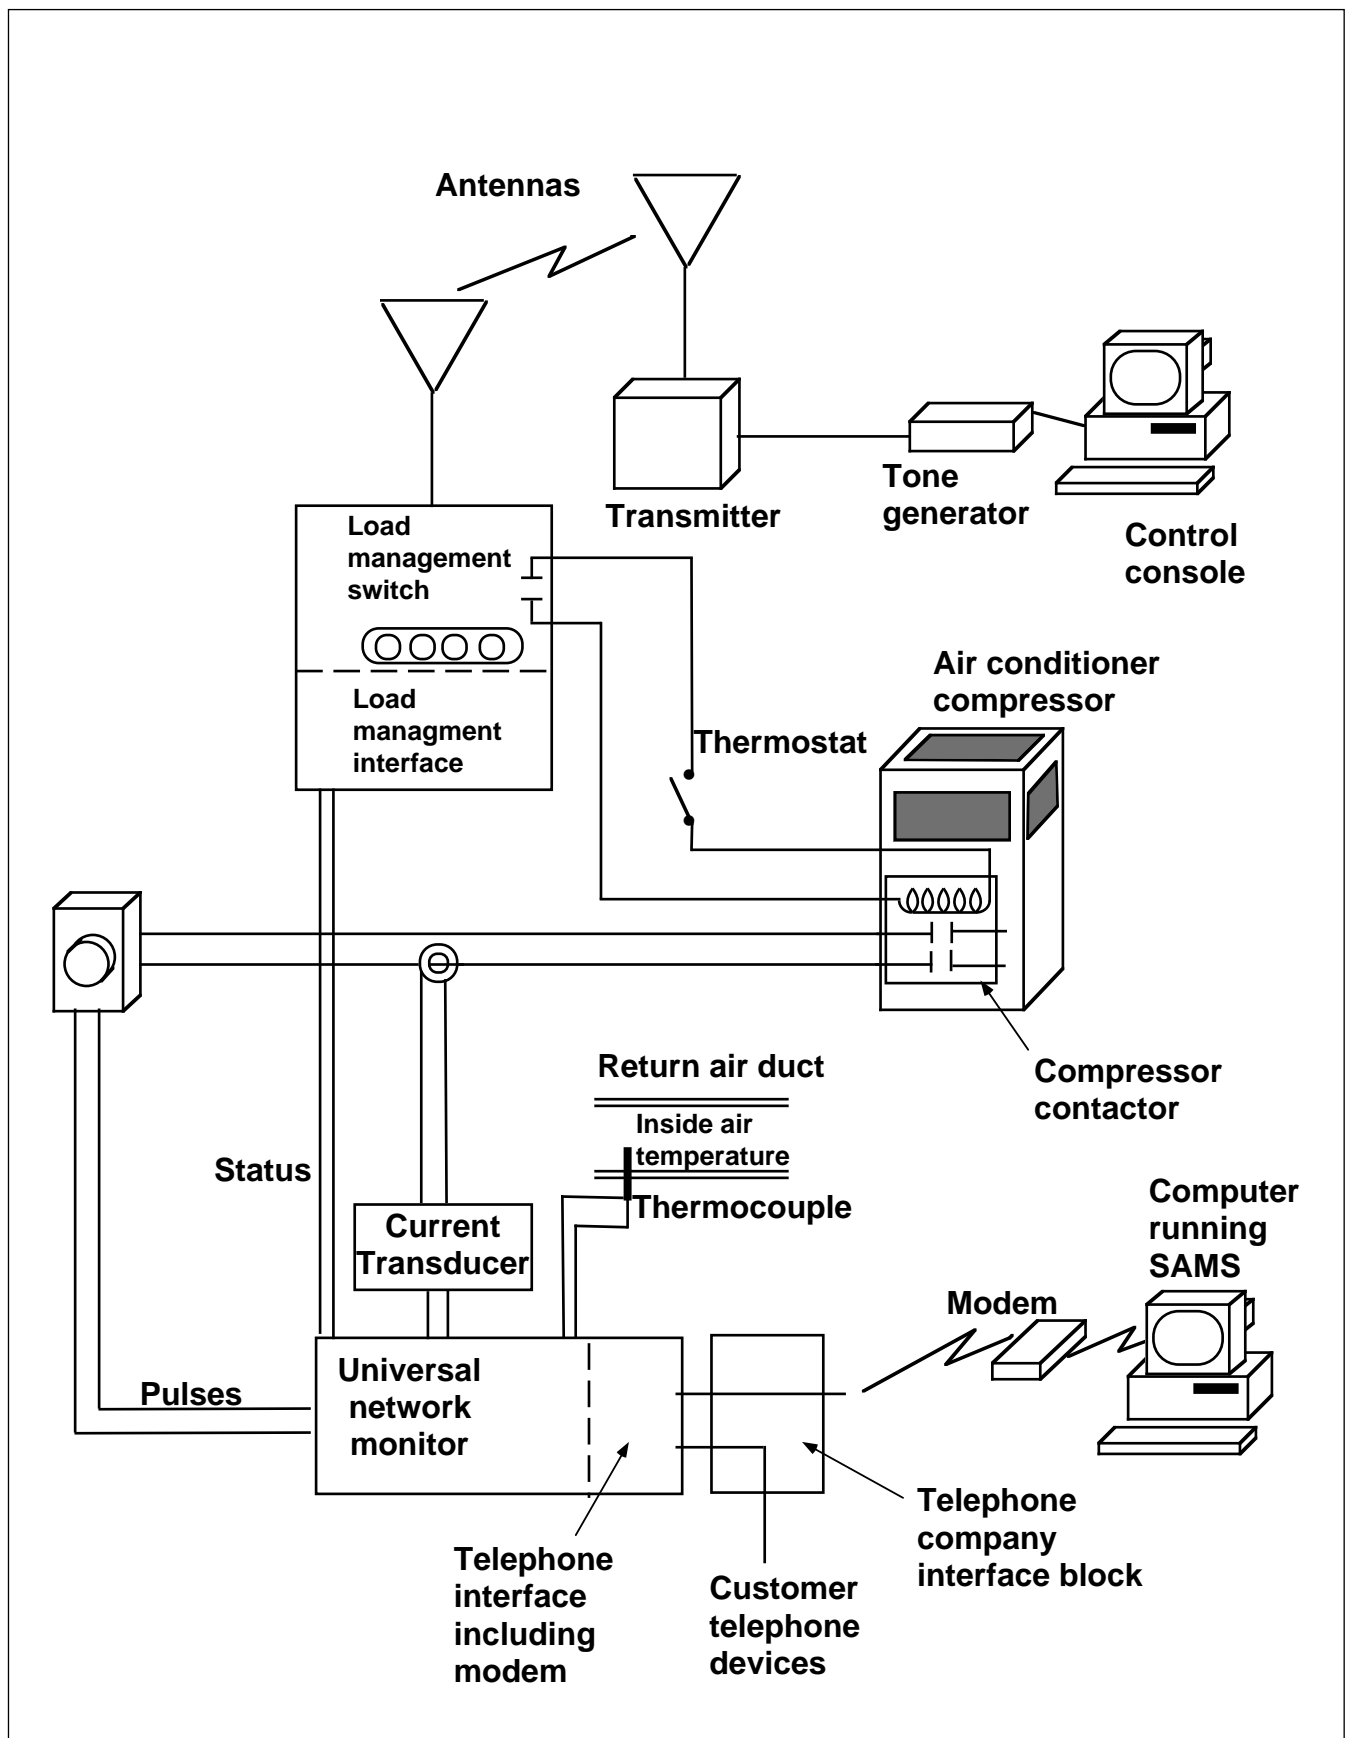 Antennas
Transmitter
Tone
generator
Control
console
Load
management
switch
Load
managment
interface
Thermostat
Air conditioner
compressor
Compressor
contactor
Return air duct
Inside air
temperature
Thermocouple
Status
Current
Transducer
Pulses
Universal
network
monitor
Modem
Computer
running
SAMS
Telephone
interface
including
modem
Customer
telephone
devices
Telephone
company
interface block